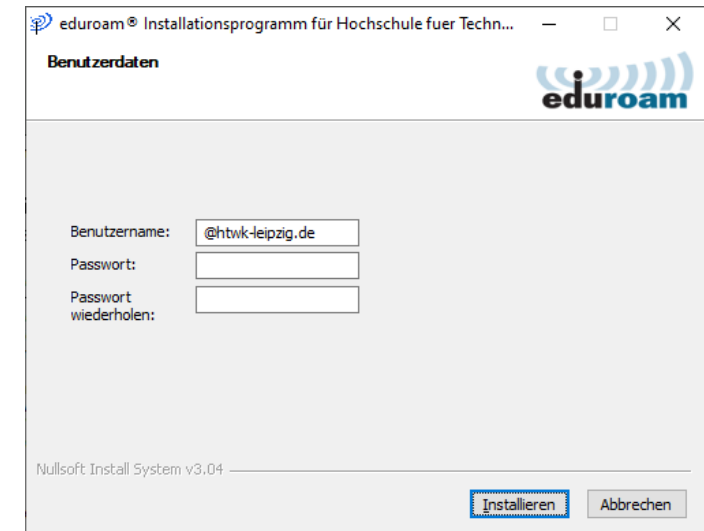 eduroam® Installationsprogramm für Hochschule fuer Techn...
Benutzerdaten
eduroam
Benutzername:
@htwk-leipzig.de
Passwort:
Passwort
wiederholen:
Nullsoft Install System v3.04
Installieren
Abbrechen